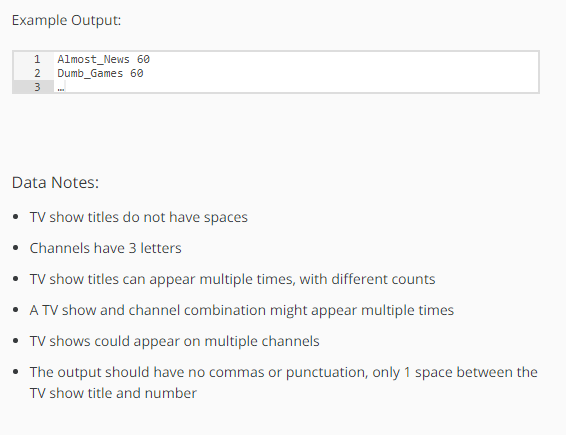 Example Output:
1 Almost_News 60
2 Dumb_Games 60
3 …
Data Notes:
• TV show titles do not have spaces
• Channels have 3 letters
• TV show titles can appear multiple times, with different counts
• A TV show and channel combination might appear multiple times
• TV shows could appear on multiple channels
• The output should have no commas or punctuation, only 1 space between the
TV show title and number